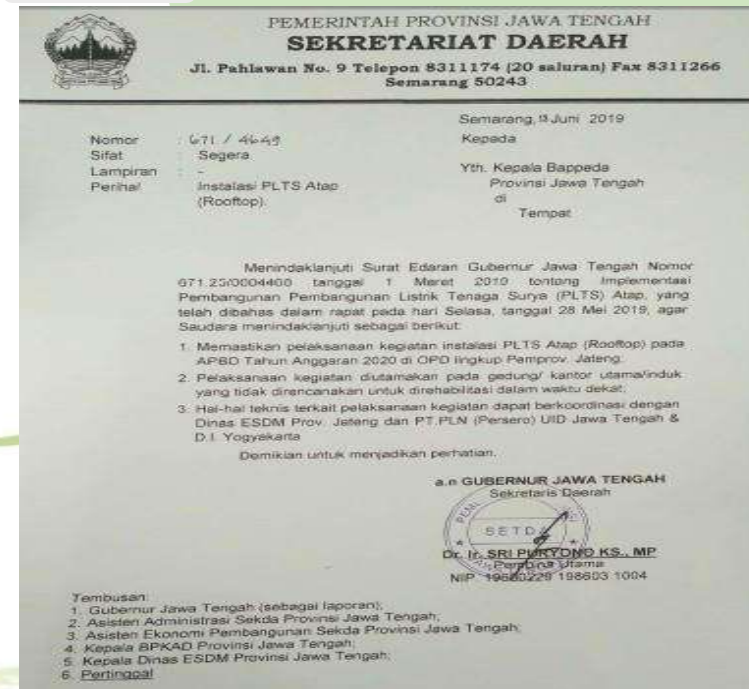 PEMERINTAH PROVINSI JAWA TENGAH
SEKRETARIAT DAERAH
Jl. Pahlawan No. 9 Telepon 8311174 (20 saluran) Fax 8311266
Semarang 50243
Semarang, 13 Juni 2019
Nomor : 671 / 4649
Sifat : Segera
Lampiran : -
Perihal : Instalasi PLTS Atap
(Rooftop).
Kepada
Yth. Kepala Bappeda
Provinsi Jawa Tengah
di
Tempat
Menindaklanjuti Surat Edaran Gubernur Jawa Tengah Nomor
671.25/0004460 tanggal 1 Maret 2019 tentang Implementasi
Pembangunan Pembangunan Listrik Tenaga Surya (PLTS) Atap, yang
telah dibahas dalam rapat pada hari Selasa, tanggal 28 Mei 2019, agar
Saudara menindaklanjuti sebagai berikut:
1. Memastikan pelaksanaan kegiatan instalasi PLTS Atap (Rooftop) pada
APBD Tahun Anggaran 2020 di OPD lingkup Pemprov. Jateng;
2. Pelaksanaan kegiatan diutamakan pada gedung/ kantor utama/induk
yang tidak direncanakan untuk direhabilitasi dalam waktu dekat;
3. Hal-hal teknis terkait pelaksanaan kegiatan dapat berkoordinasi dengan
Dinas ESDM Prov. Jateng dan PT.PLN (Persero) UID Jawa Tengah &
D.I. Yogyakarta
Demikian untuk menjadikan perhatian.
a.n GUBERNUR JAWA TENGAH
Sekretaris Daerah
SETDA
Dr. Ir. SRI PURYONO KS., MP
Pembina Utama
NIP. 19600229 198603 1004
Tembusan:
1. Gubernur Jawa Tengah (sebagai laporan);
2. Asisten Administrasi Sekda Provinsi Jawa Tengah;
3. Asisten Ekonomi Pembangunan Sekda Provinsi Jawa Tengah;
4. Kepala BPKAD Provinsi Jawa Tengah;
5. Kepala Dinas ESDM Provinsi Jawa Tengah;
6. Pertinggal